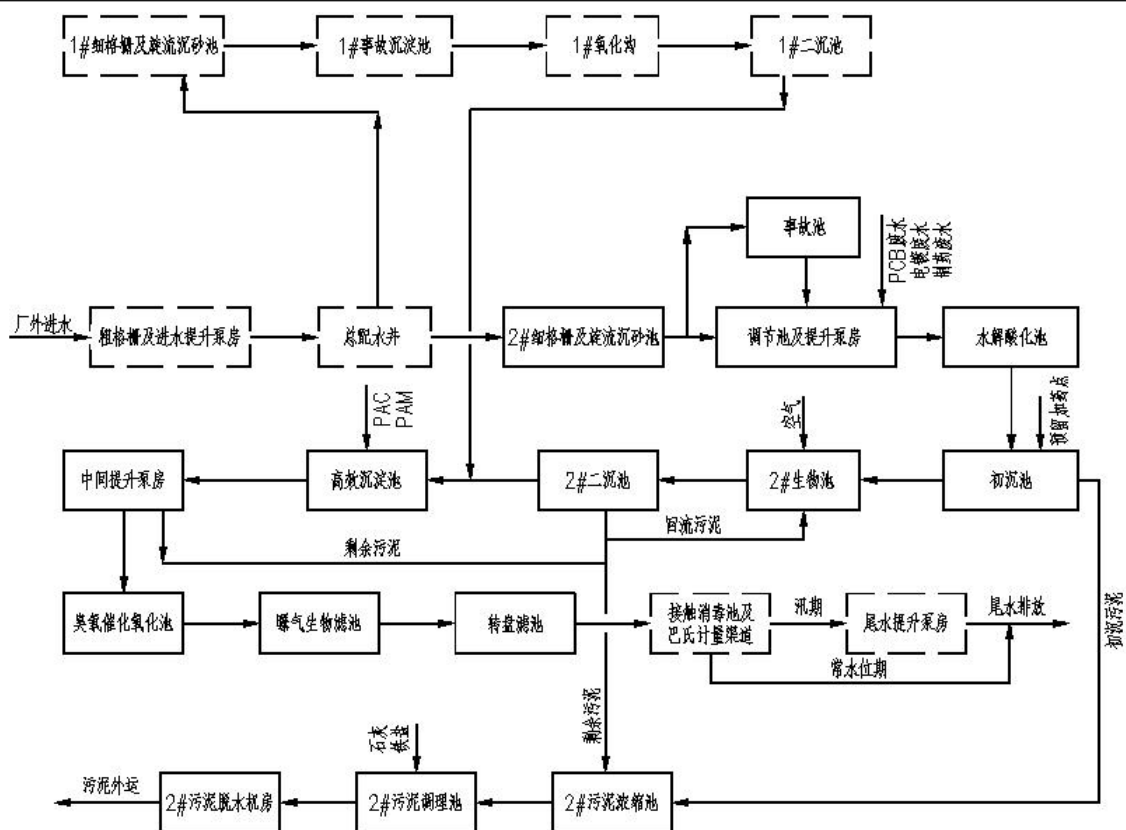 1#细格栅及旋流沉砂池
1#事故沉淀池
1#氧化沟
1#二沉池
事故池
PCB废水
电镀废水
制药废水
厂外进水
粗格栅及进水提升泵房
总配水井
2#细格栅及旋流沉砂池
调节池及提升泵房
水解酸化池
PAC
PAM
空气
预留加药点
中间提升泵房
高效沉淀池
2#二沉池
2#生物池
初沉池
回流污泥
剩余污泥
臭氧催化氧化池
曝气生物滤池
转盘滤池
接触消毒池及
巴氏计量渠道
汛期
尾水提升泵房
尾水排放
常水位期
初沉污泥
剩余污泥
石灰
铁盐
污泥外运
2#污泥脱水机房
2#污泥调理池
2#污泥浓缩池